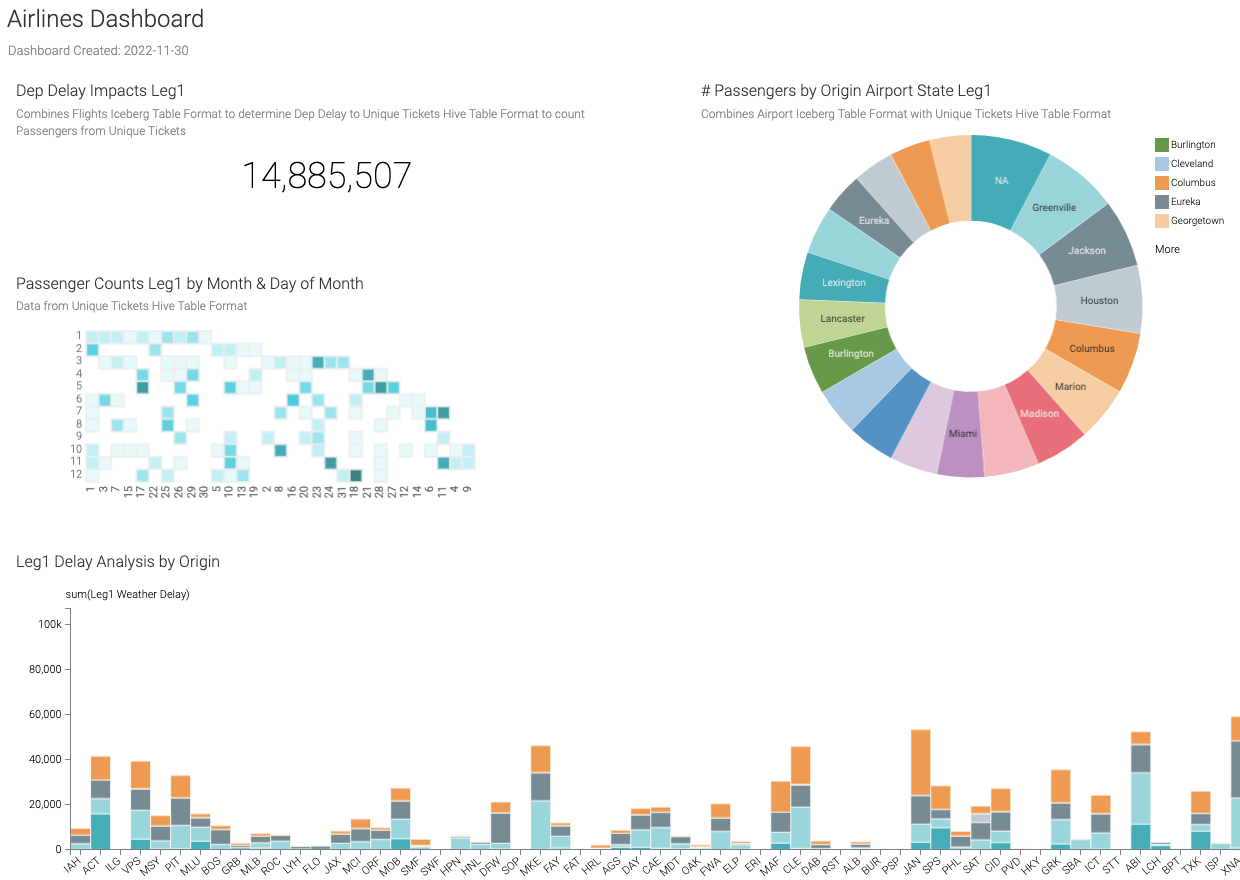 Airlines Dashboard
Dashboard Created: 2022-11-30
Dep Delay Impacts Leg1
Combines Flights Iceberg Table Format to determine Dep Delay to Unique Tickets Hive Table Format to count
Passengers from Unique Tickets
14,885,507
# Passengers by Origin Airport State Leg1
Combines Airport Iceberg Table Format with Unique Tickets Hive Table Format
NA
Greenville
Jackson
Houston
Columbus
Marion
Madison
Miami
Burlington
Lancaster
Lexington
Eureka
Burlington
Cleveland
Columbus
Eureka
Georgetown
More
Passenger Counts Leg1 by Month & Day of Month
Data from Unique Tickets Hive Table Format
1
2
3
4
5
6
7
8
9
10
11
12
1 3 7 15 17 22 25 26 29 30 5 10 13 19 2 8 16 20 23 24 31 18 21 28 27 12 14 6 11 4 9
Leg1 Delay Analysis by Origin
sum(Leg1 Weather Delay)
100k
80,000
60,000
40,000
20,000
0
IAH ACT ILG VPS MSY PIT MLU BOS GRB MLB ROC LYH FLO JAX MCI ORF MOB SMF SWF HPN HNL DFW SOP MKE FAY FAT HRL AGS DAY CAE MDT OAK FWA ELP ERI MAF CLE DAB RST ALB BUR PSP JAN SPS PHL SAT CID PVD HKY GRK SBA ICT STT ABI LCH BPT TXK ISP XNA